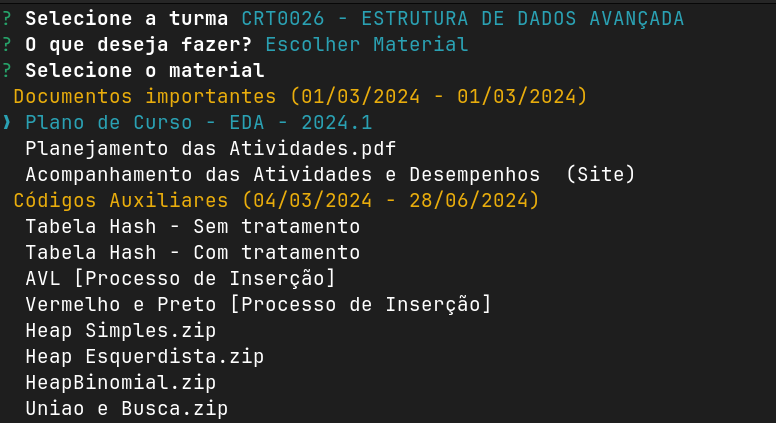 ? Selecione a turma CRT0026 - ESTRUTURA DE DADOS AVANÇADA
? O que deseja fazer? Escolher Material
? Selecione o material
Documentos importantes (01/03/2024 - 01/03/2024)
❯ Plano de Curso - EDA - 2024.1
Planejamento das Atividades.pdf
Acompanhamento das Atividades e Desempenhos  (Site)
Códigos Auxiliares (04/03/2024 - 28/06/2024)
Tabela Hash - Sem tratamento
Tabela Hash - Com tratamento
AVL [Processo de Inserção]
Vermelho e Preto [Processo de Inserção]
Heap Simples.zip
Heap Esquerdista.zip
HeapBinomial.zip
Uniao e Busca.zip